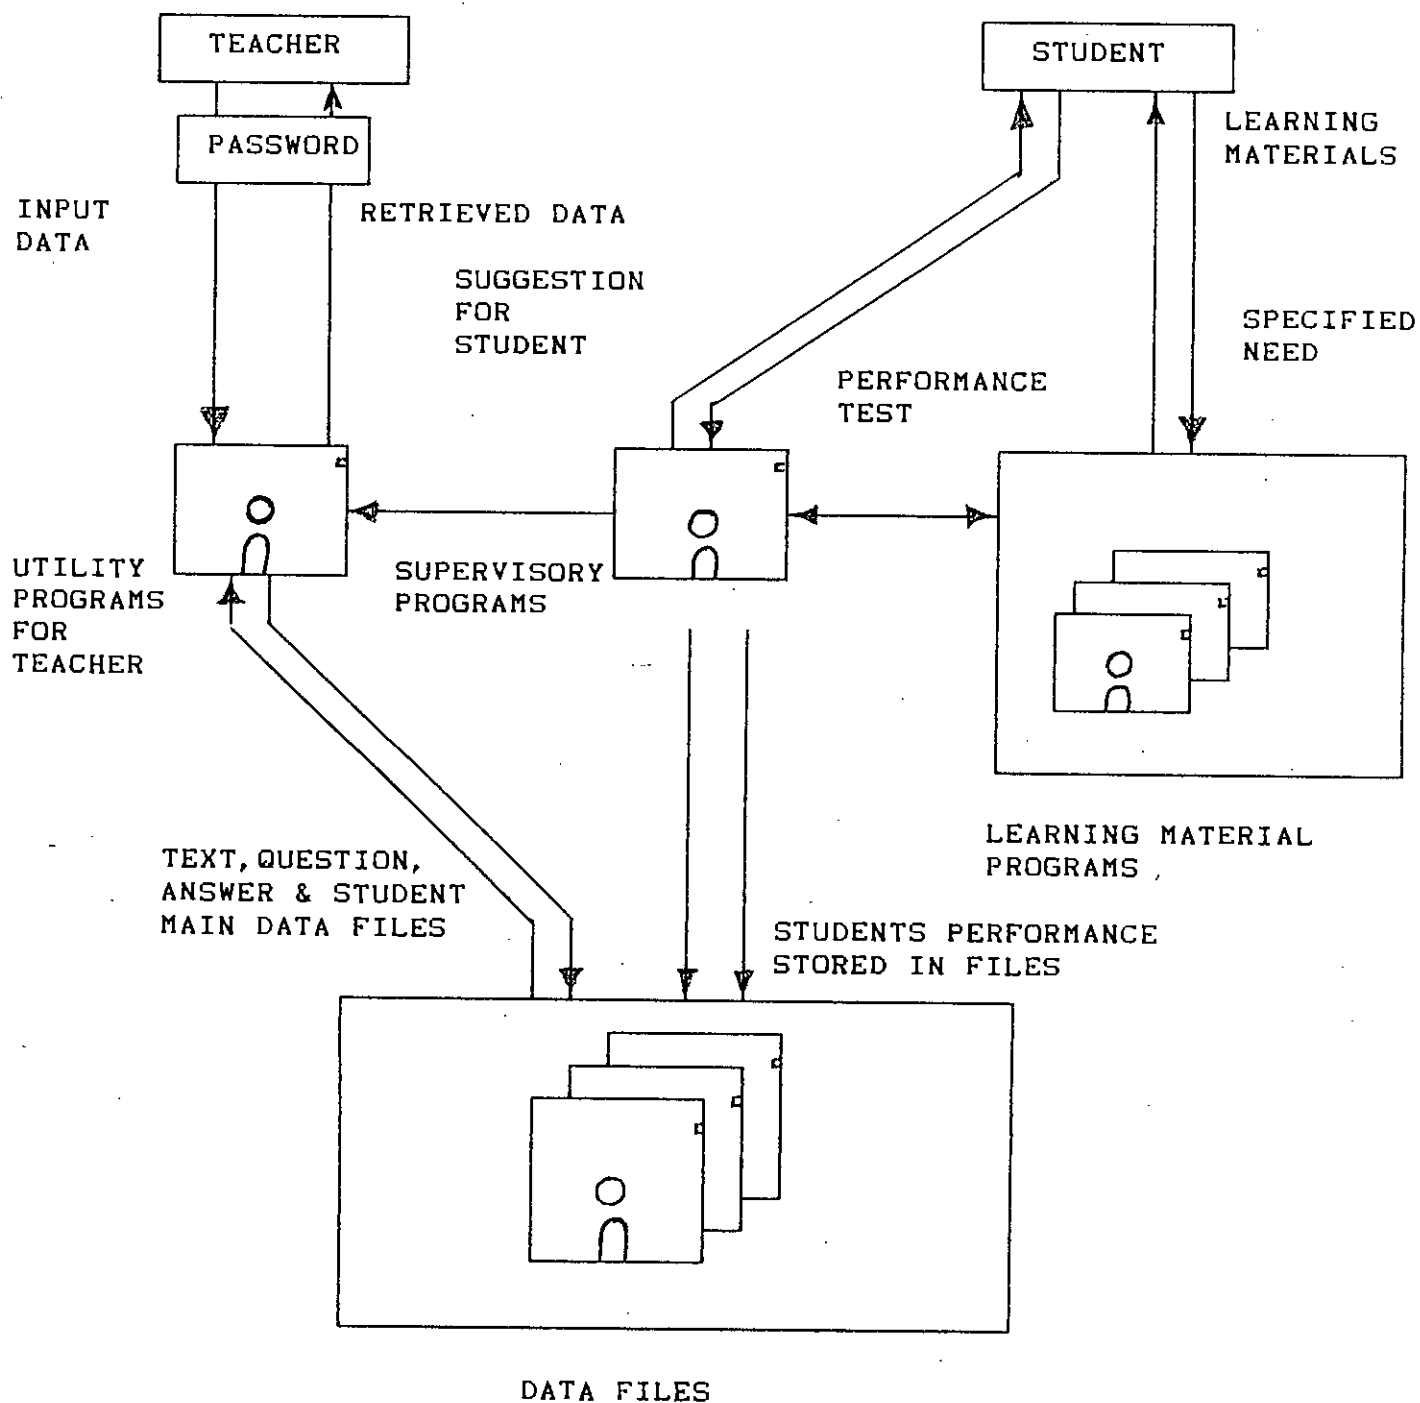 TEACHER
STUDENT
PASSWORD
LEARNING
MATERIALS
INPUT
DATA
RETRIEVED DATA
SUGGESTION
FOR
STUDENT
SPECIFIED
NEED
PERFORMANCE
TEST
UTILITY
PROGRAMS
FOR
TEACHER
SUPERVISORY
PROGRAMS
LEARNING MATERIAL
PROGRAMS
TEXT, QUESTION,
ANSWER & STUDENT
MAIN DATA FILES
STUDENTS PERFORMANCE
STORED IN FILES
DATA FILES